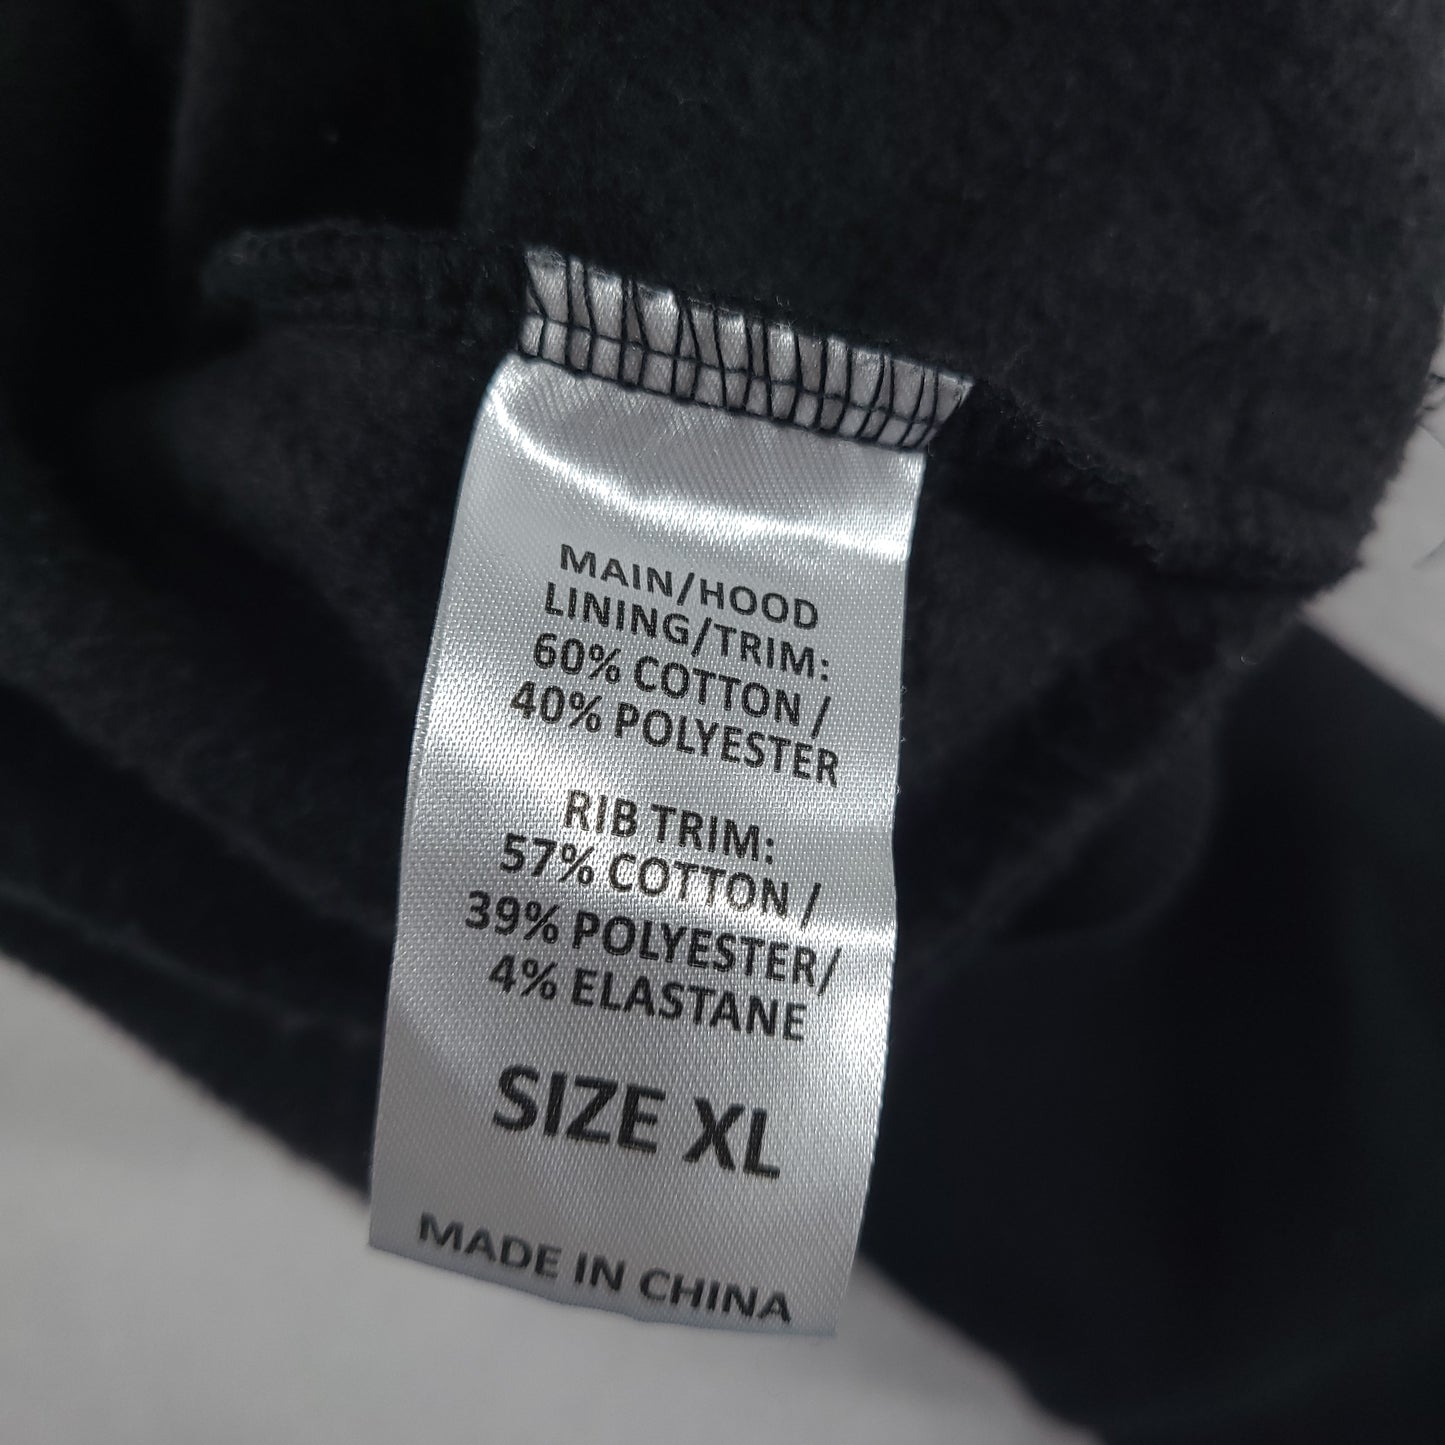 MAIN/HOOD
LINING/TRIM:
60% COTTON /
40% POLYESTER
RIB TRIM:
57% COTTON /
39% POLYESTER/
4% ELASTANE
SIZE XL
MADE IN CHINA